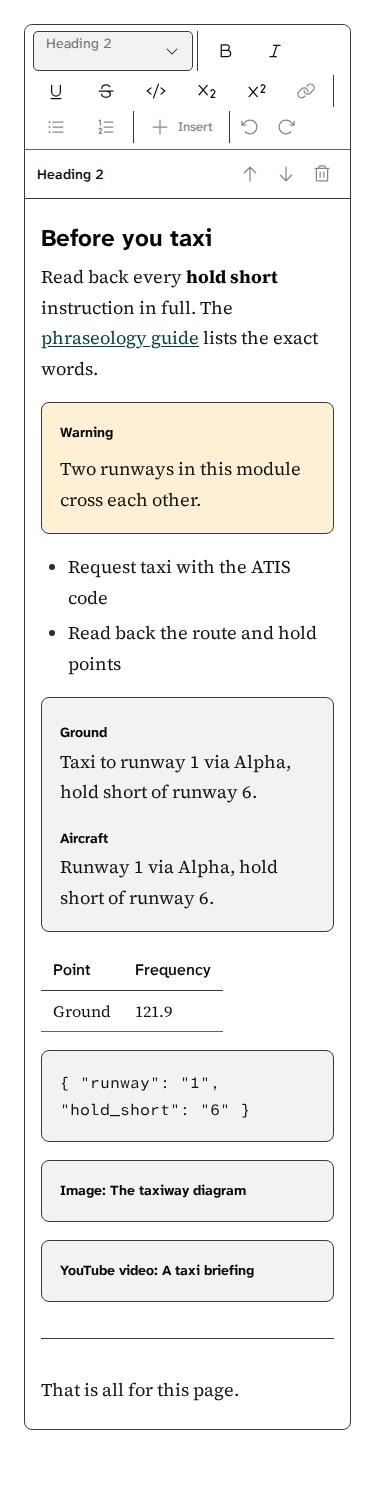 Heading 2
B I
U S </> X₂ X² 
Insert
Heading 2
Before you taxi
Read back every hold short
instruction in full. The
phraseology guide lists the exact
words.
Warning
Two runways in this module
cross each other.
• Request taxi with the ATIS
code
• Read back the route and hold
points
Ground
Taxi to runway 1 via Alpha,
hold short of runway 6.
Aircraft
Runway 1 via Alpha, hold
short of runway 6.
Point Frequency
Ground 121.9
{ "runway": "1",
"hold_short": "6" }
Image: The taxiway diagram
YouTube video: A taxi briefing
That is all for this page.